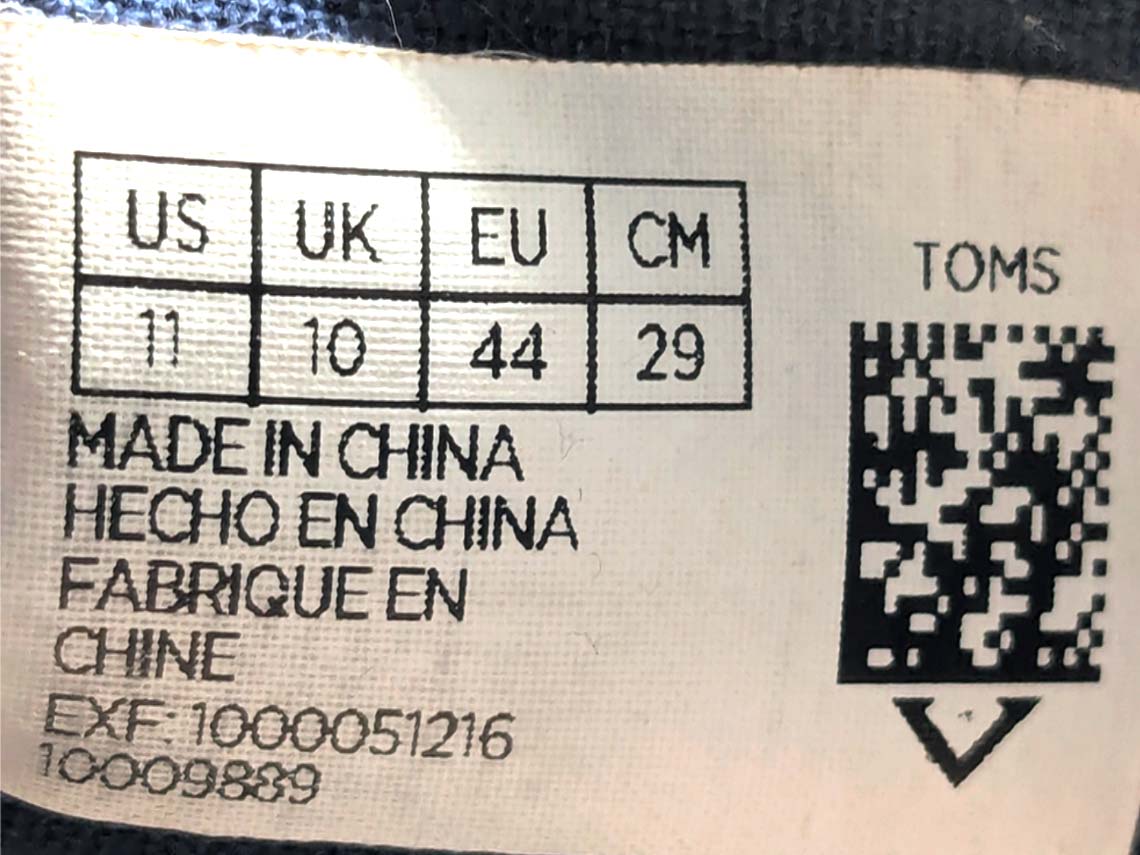 US UK EU CM
11 10 44 29
TOMS
MADE IN CHINA
HECHO EN CHINA
FABRIQUE EN
CHINE
EXF: 1000051216
10009889